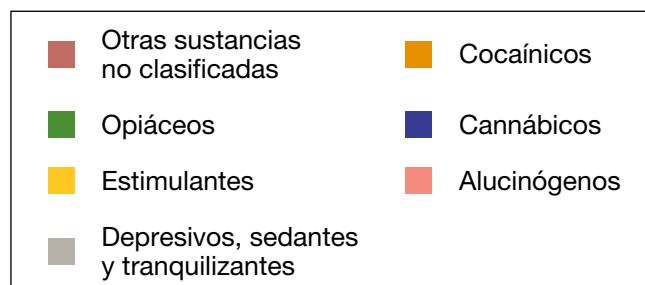 Otras sustancias
no clasificadas
Opiáceos
Estimulantes
Depresivos, sedantes
y tranquilizantes
Cocaínicos
Cannábicos
Alucinógenos